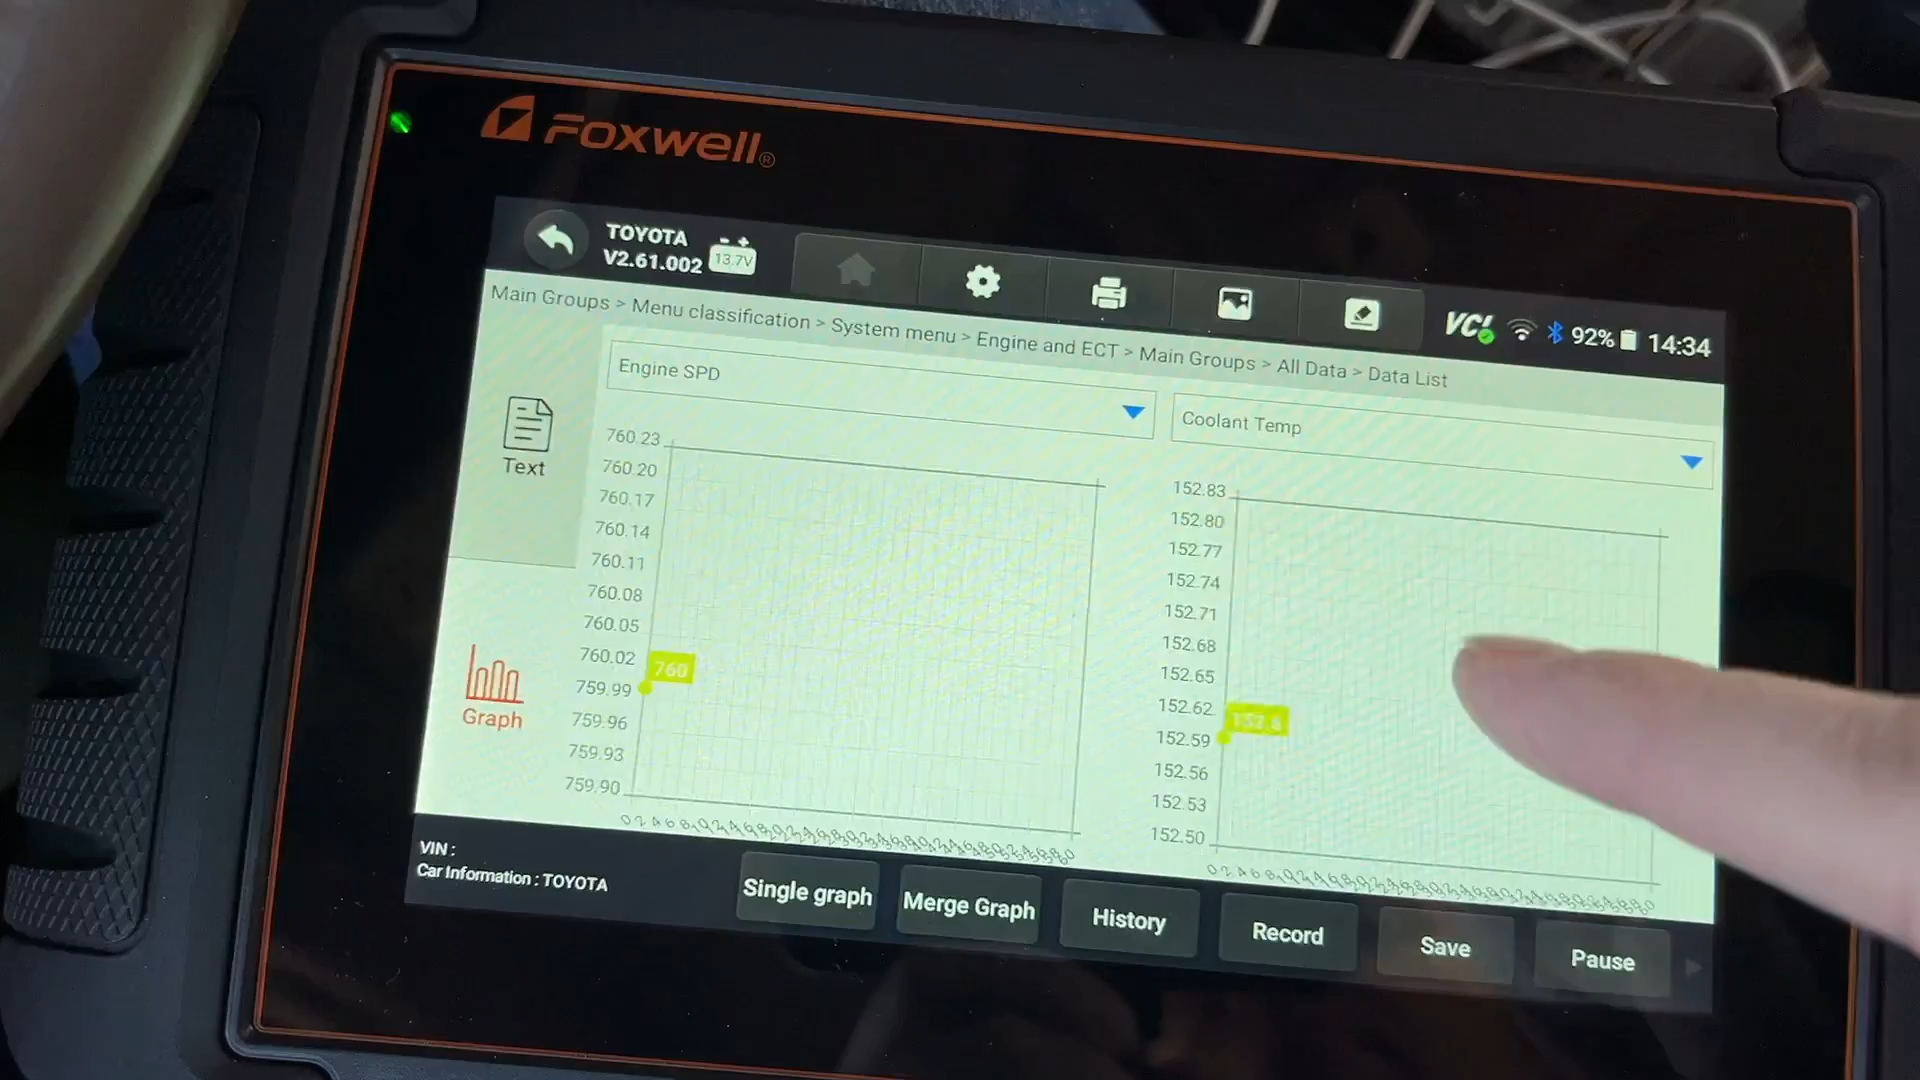 FOXWELL®
TOYOTA
V2.61.002
13.7V
VCI
92%
14:34
Main Groups > Menu classification > System menu > Engine and ECT > Main Groups > All Data > Data List
Text
Graph
Engine SPD
760.23
760.20
760.17
760.14
760.11
760.08
760.05
760.02
759.99
759.96
759.93
759.90
760
Coolant Temp
152.83
152.80
152.77
152.74
152.71
152.68
152.65
152.62
152.59
152.56
152.53
152.50
152.6
VIN :
Car Information : TOYOTA
Single graph
Merge Graph
History
Record
Save
Pause